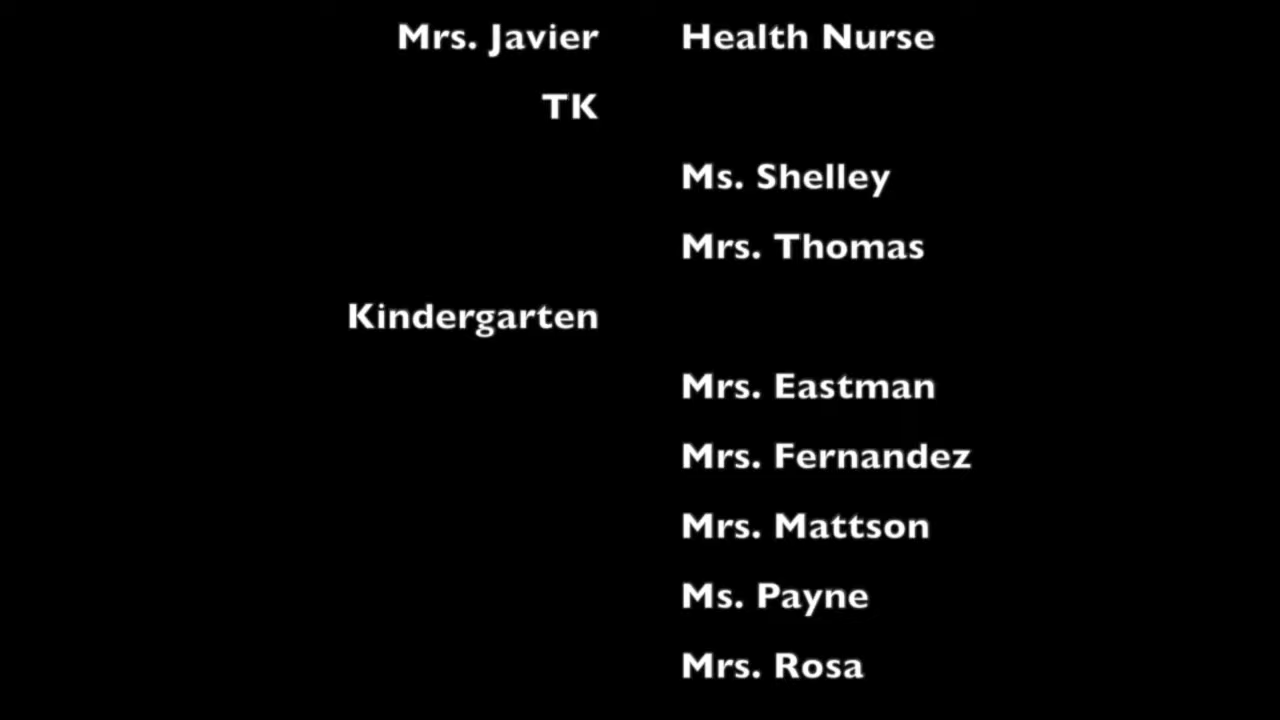 Mrs. Javier Health Nurse
TK
Ms. Shelley
Mrs. Thomas
Kindergarten
Mrs. Eastman
Mrs. Fernandez
Mrs. Mattson
Ms. Payne
Mrs. Rosa